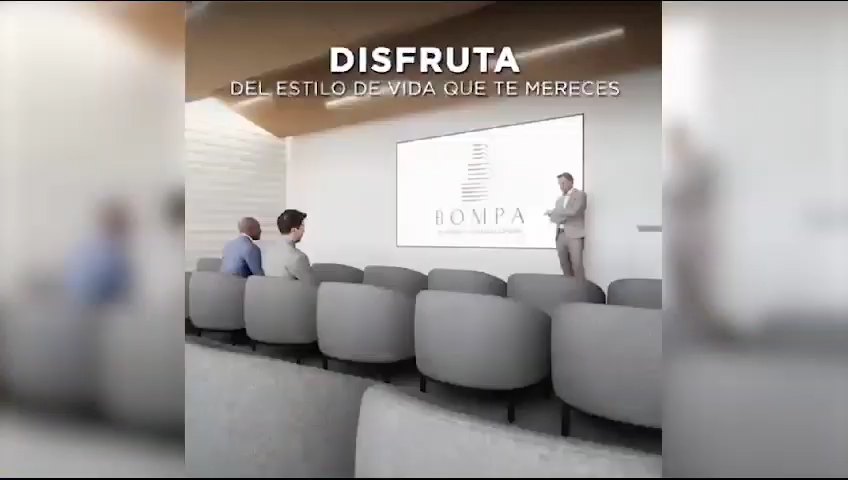 DISFRUTA
DEL ESTILO DE VIDA QUE TE MERECES
BOMPA